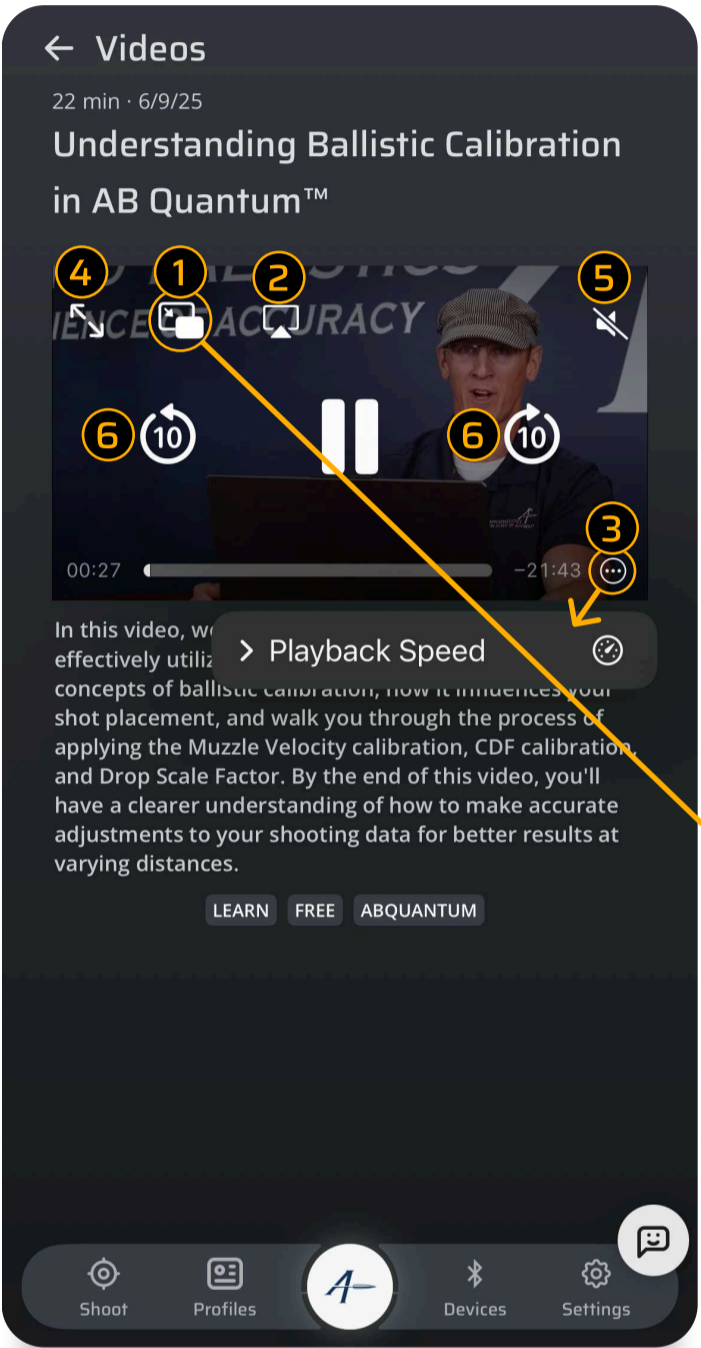 Videos
22 min · 6/9/25
Understanding Ballistic Calibration
in AB Quantum™
4
1
2
5
IENCE ACCURACY
6
10
6
10
3
00:27
−21:43
In this video, we
Playback Speed
effectively utiliz
concepts of ballistic calibration, how it influences your
shot placement, and walk you through the process of
applying the Muzzle Velocity calibration, CDF calibration,
and Drop Scale Factor. By the end of this video, you'll
have a clearer understanding of how to make accurate
adjustments to your shooting data for better results at
varying distances.
LEARN FREE ABQUANTUM
Shoot
Profiles
Devices
Settings